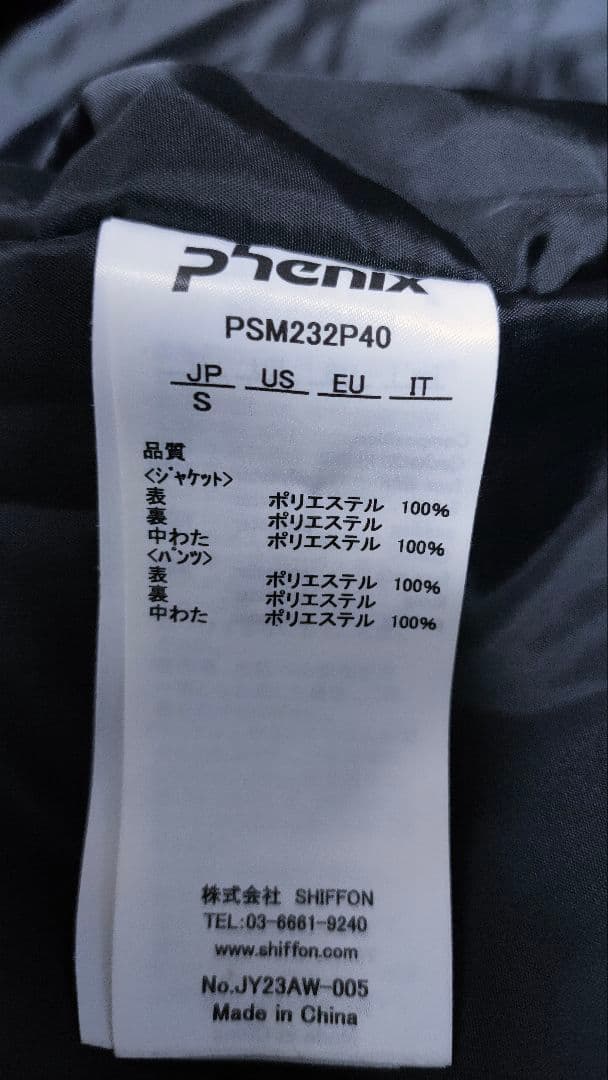 phenix
PSM232P40
JP US EU IT
S
品質
<ジャケット>
表 ポリエステル 100%
裏 ポリエステル
中わた ポリエステル 100%
<パンツ>
表 ポリエステル 100%
裏 ポリエステル
中わた ポリエステル 100%
株式会社 SHIFFON
TEL:03-6661-9240
www.shiffon.com
No.JY23AW-005
Made in China